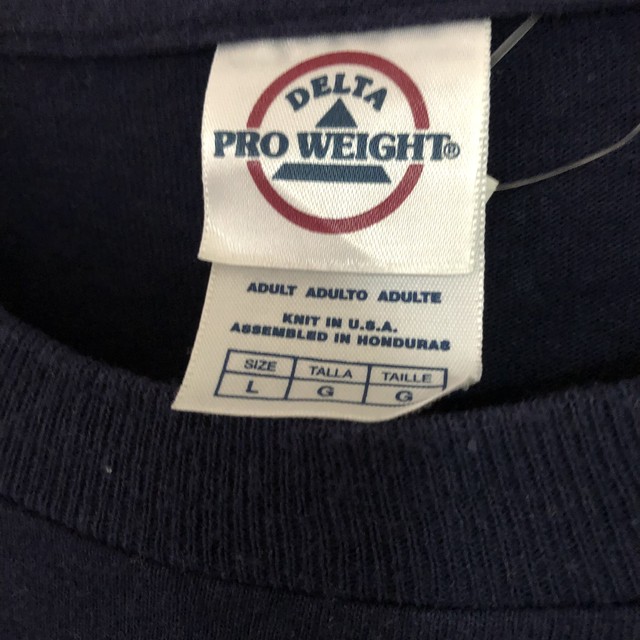 DELTA
PRO WEIGHT®
ADULT ADULTO ADULTE
KNIT IN U.S.A.
ASSEMBLED IN HONDURAS
SIZE TALLA TAILLE
L G G